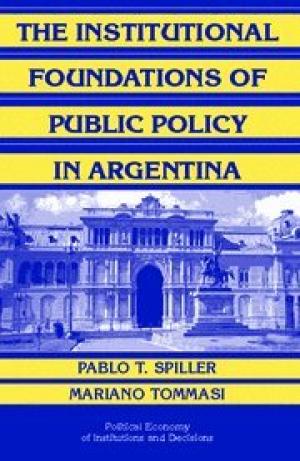 THE INSTITUTIONAL
FOUNDATIONS OF
PUBLIC POLICY
IN ARGENTINA
PABLO T. SPILLER
MARIANO TOMMASI
Political Economy
of Institutions and Decisions